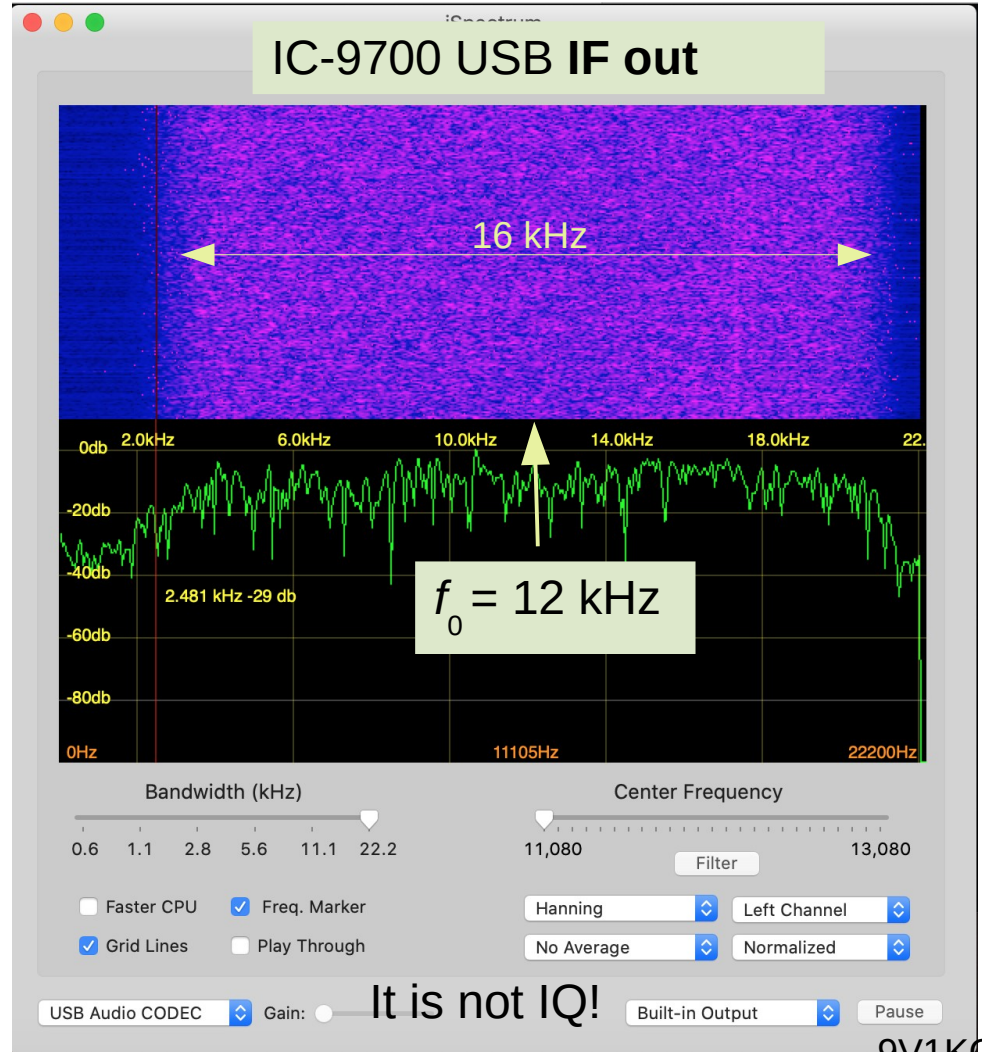 IC-9700 USB IF out
16 kHz
0db 2.0kHz 6.0kHz 10.0kHz 14.0kHz 18.0kHz 22.
-20db
-40db
2.481 kHz -29 db
f0 = 12 kHz
-60db
-80db
0Hz 11105Hz 22200Hz
Bandwidth (kHz) Center Frequency
0.6 1.1 2.8 5.6 11.1 22.2 11,080 13,080
Filter
Faster CPU Freq. Marker Hanning Left Channel
Grid Lines Play Through No Average Normalized
USB Audio CODEC Gain: It is not IQ! Built-in Output Pause